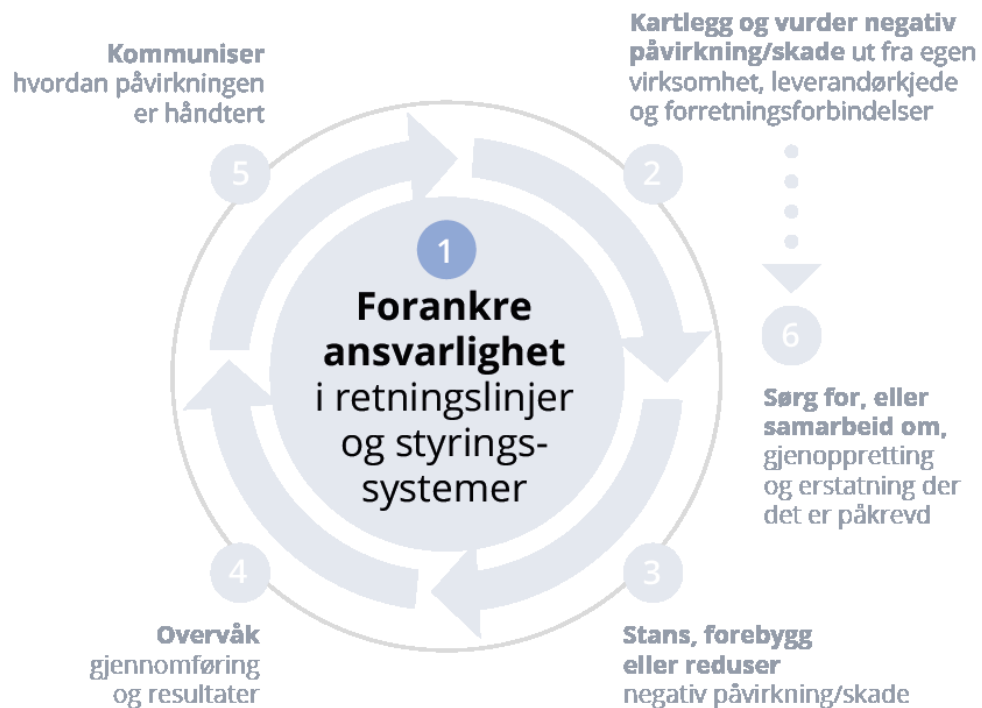 1
Forankre
ansvarlighet
i retningslinjer
og styrings-
systemer
2
Kartlegg og vurder negativ
påvirkning/skade ut fra egen
virksomhet, leverandørkjede
og forretningsforbindelser
3
Stans, forebygg
eller reduser
negativ påvirkning/skade
4
Overvåk
gjennomføring
og resultater
5
Kommuniser
hvordan påvirkningen
er håndtert
6
Sørg for, eller
samarbeid om,
gjenoppretting
og erstatning der
det er påkrevd